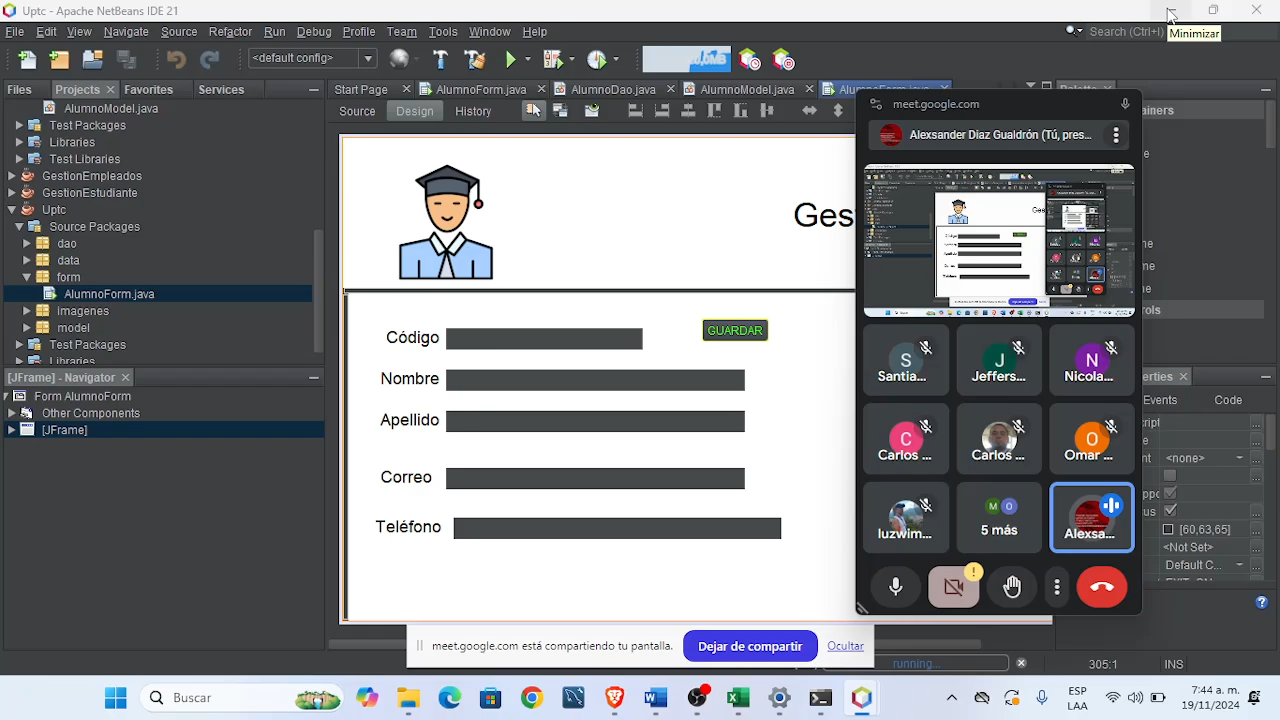 Uptc - Apache NetBeans IDE 21
File Edit View Navigate Source Refactor Run Debug Profile Team Tools Window Help
Search (Ctrl+I)
Minimizar
<default config>
Files Projects Favorites Services
AlumnoForm.java AlumnoDao.java AlumnoModel.java AlumnoForm.java Palette
AlumnoModel.java
Test Packages
Libraries
Test Libraries
GestionEmpleados
GestionEstudiante
Uptc
Source Packages
dao
data
form
AlumnoForm.java
Imágenes
model
Test Packages
Libraries
Source Design History
[JFrame] - Navigator
Form AlumnoForm
Other Components
[JFrame]
Ges
Código
GUARDAR
Nombre
Apellido
Correo
Teléfono
meet.google.com
Alexsander Diaz Gualdrón (Tú, pres...
S
Santia...
J
Jeffers...
N
Nicola...
C
Carlos ...
Carlos ...
O
Omar ...
luzwim...
M O
5 más
Alexsa...
Events Code
<none>
[60,63,65]
<Not Set>
Default C...
meet.google.com está compartiendo tu pantalla.
Dejar de compartir
Ocultar
running...
305:1
INS
Buscar
ESP
LAA
7:44 a. m.
19/11/2024